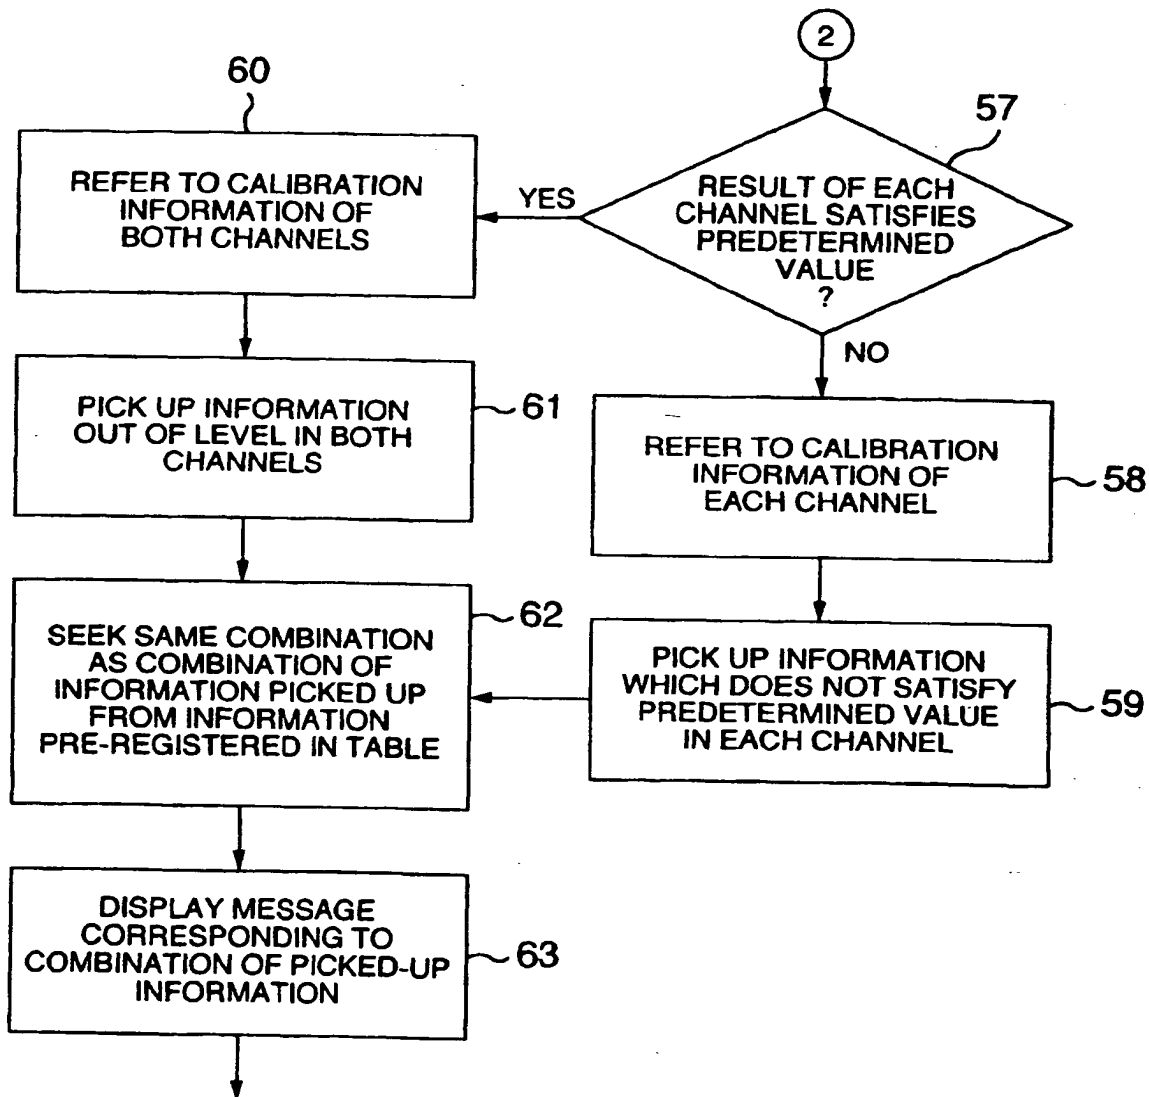 2
57
RESULT OF EACH
CHANNEL SATISFIES
PREDETERMINED
VALUE
?
YES
NO
60
REFER TO CALIBRATION
INFORMATION OF
BOTH CHANNELS
PICK UP INFORMATION
OUT OF LEVEL IN BOTH
CHANNELS
61
REFER TO CALIBRATION
INFORMATION OF
EACH CHANNEL
58
SEEK SAME COMBINATION
AS COMBINATION OF
INFORMATION PICKED UP
FROM INFORMATION
PRE-REGISTERED IN TABLE
62
PICK UP INFORMATION
WHICH DOES NOT SATISFY
PREDETERMINED VALUE
IN EACH CHANNEL
59
DISPLAY MESSAGE
CORRESPONDING TO
COMBINATION OF PICKED-UP
INFORMATION
63